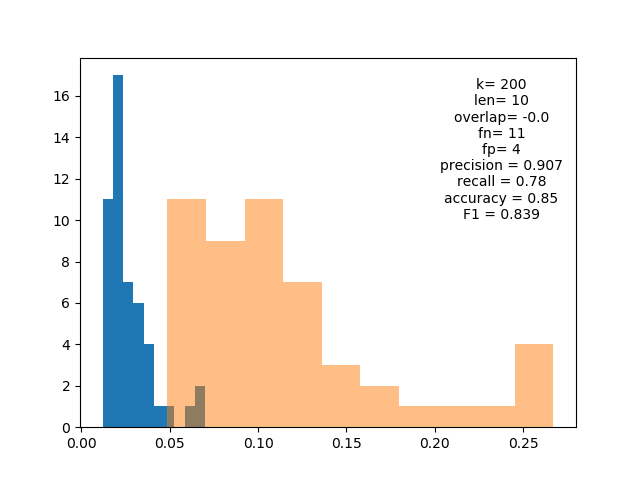 k= 200
len= 10
overlap= -0.0
fn= 11
fp= 4
precision = 0.907
recall = 0.78
accuracy = 0.85
F1 = 0.839
16
14
12
10
8
6
4
2
0
0.00 0.05 0.10 0.15 0.20 0.25